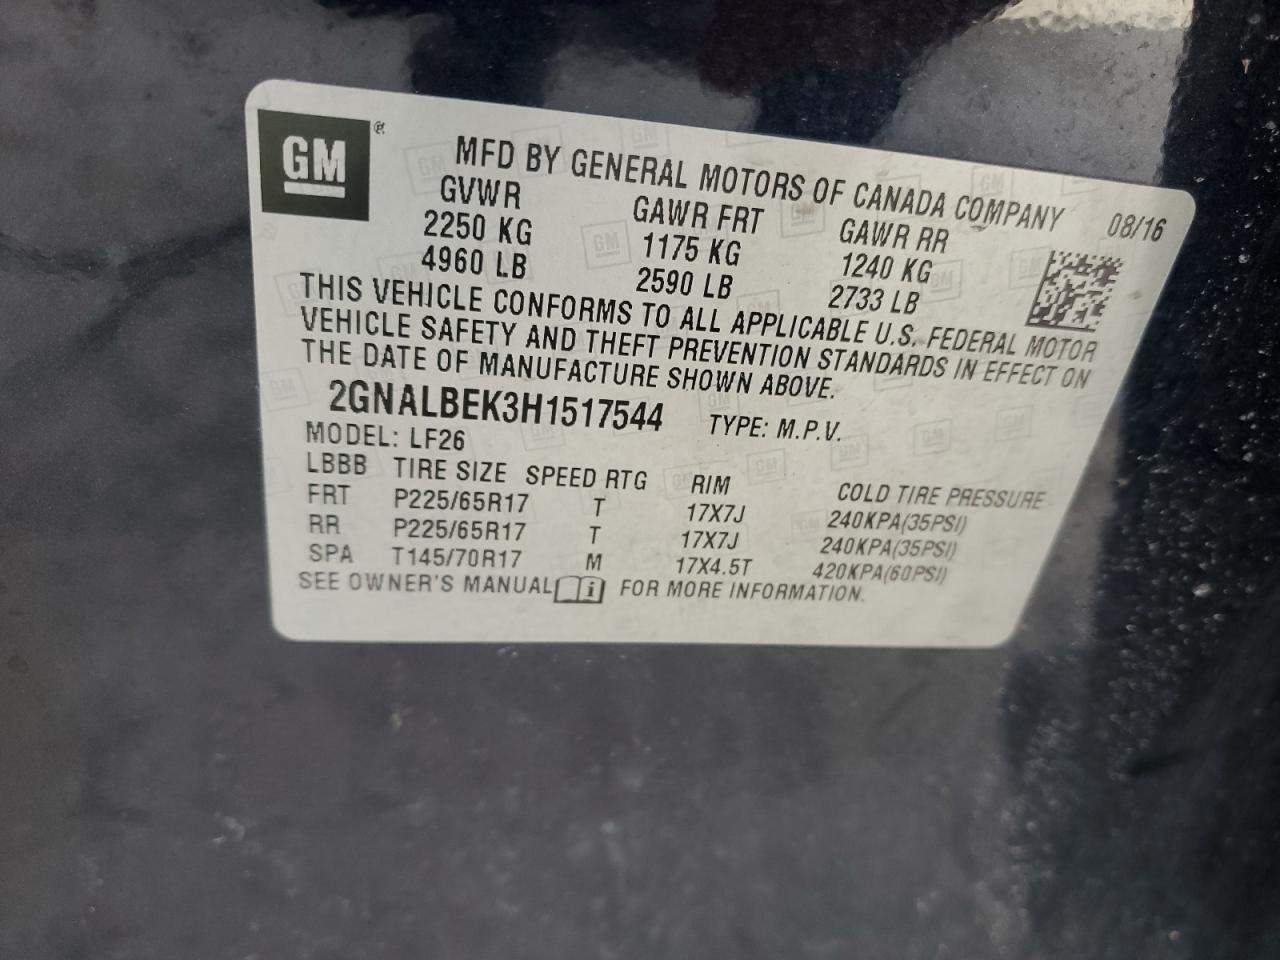 GM
MFD BY GENERAL MOTORS OF CANADA COMPANY 08/16
GVWR GAWR FRT GAWR RR
2250 KG 1175 KG 1240 KG
4960 LB 2590 LB 2733 LB
THIS VEHICLE CONFORMS TO ALL APPLICABLE U.S. FEDERAL MOTOR
VEHICLE SAFETY AND THEFT PREVENTION STANDARDS IN EFFECT ON
THE DATE OF MANUFACTURE SHOWN ABOVE.
2GNALBEK3H1517544 TYPE: M.P.V.
MODEL: LF26
LBBB TIRE SIZE SPEED RTG RIM COLD TIRE PRESSURE
FRT P225/65R17 T 17X7J 240KPA(35PSI)
RR P225/65R17 T 17X7J 240KPA(35PSI)
SPA T145/70R17 M 17X4.5T 420KPA(60PSI)
SEE OWNER'S MANUAL i FOR MORE INFORMATION.